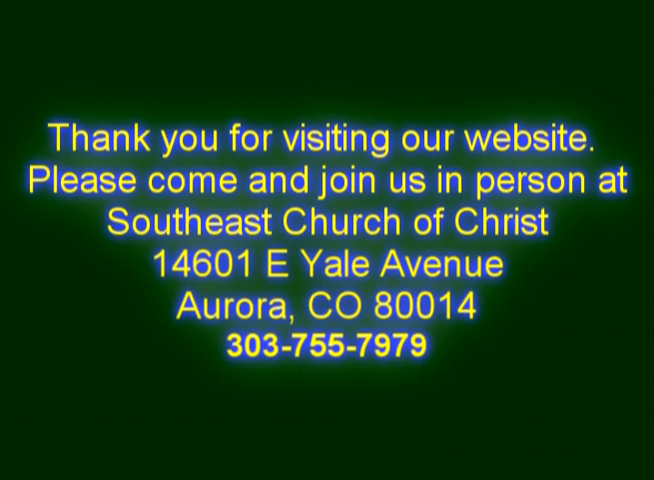 Thank you for visiting our website.
Please come and join us in person at
Southeast Church of Christ
14601 E Yale Avenue
Aurora, CO 80014
303-755-7979